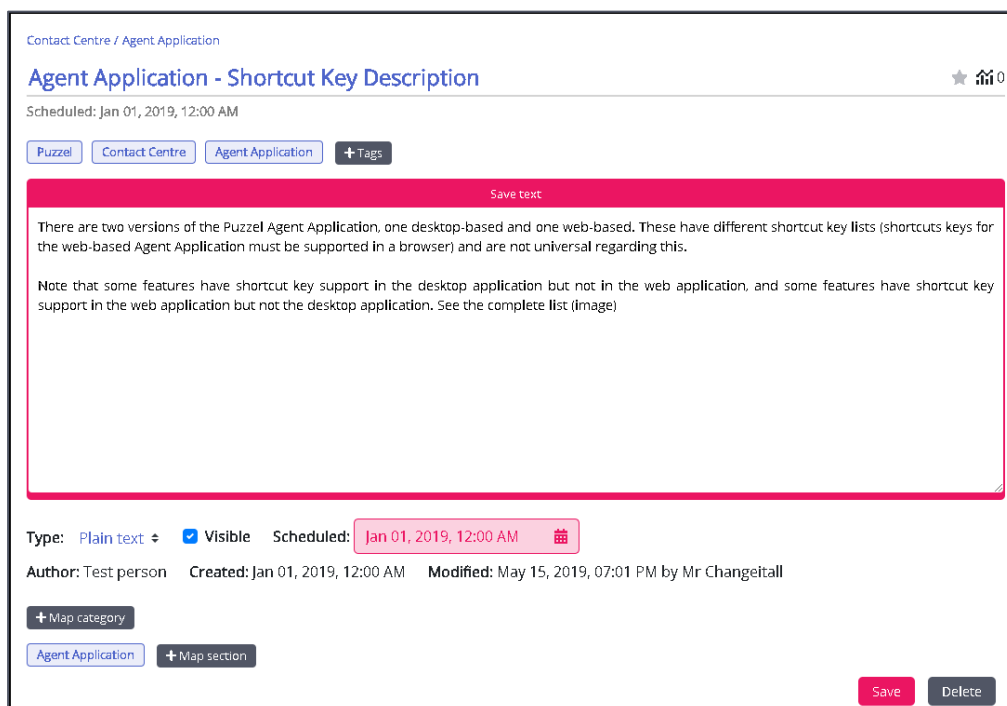 Contact Centre / Agent Application
Agent Application - Shortcut Key Description
0
Scheduled: Jan 01, 2019, 12:00 AM
Puzzel Contact Centre Agent Application +Tags
Save text
There are two versions of the Puzzel Agent Application, one desktop-based and one web-based. These have different shortcut key lists (shortcuts keys for
the web-based Agent Application must be supported in a browser) and are not universal regarding this.
Note that some features have shortcut key support in the desktop application but not in the web application, and some features have shortcut key
support in the web application but not the desktop application. See the complete list (image)
Type: Plain text Visible Scheduled: Jan 01, 2019, 12:00 AM
Author: Test person Created: Jan 01, 2019, 12:00 AM Modified: May 15, 2019, 07:01 PM by Mr Changeitall
+Map category
Agent Application +Map section
Save Delete